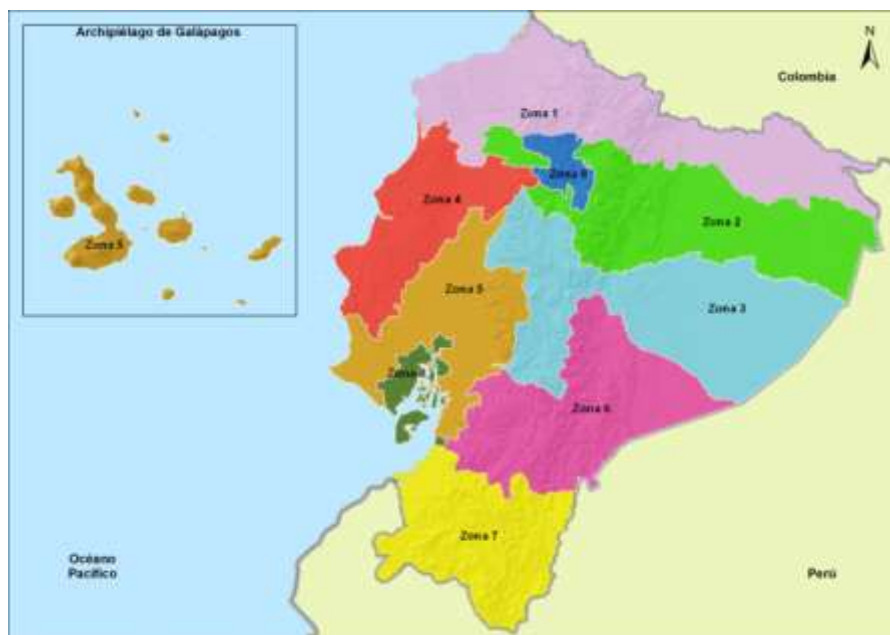 Archipiélago de Galápagos
N
Colombia
Zona 1
Zona 9
Zona 4
Zona 2
Zona 5
Zona 5
Zona 3
Zona
Zona 6
Zona 7
Océano
Pacífico
Perú